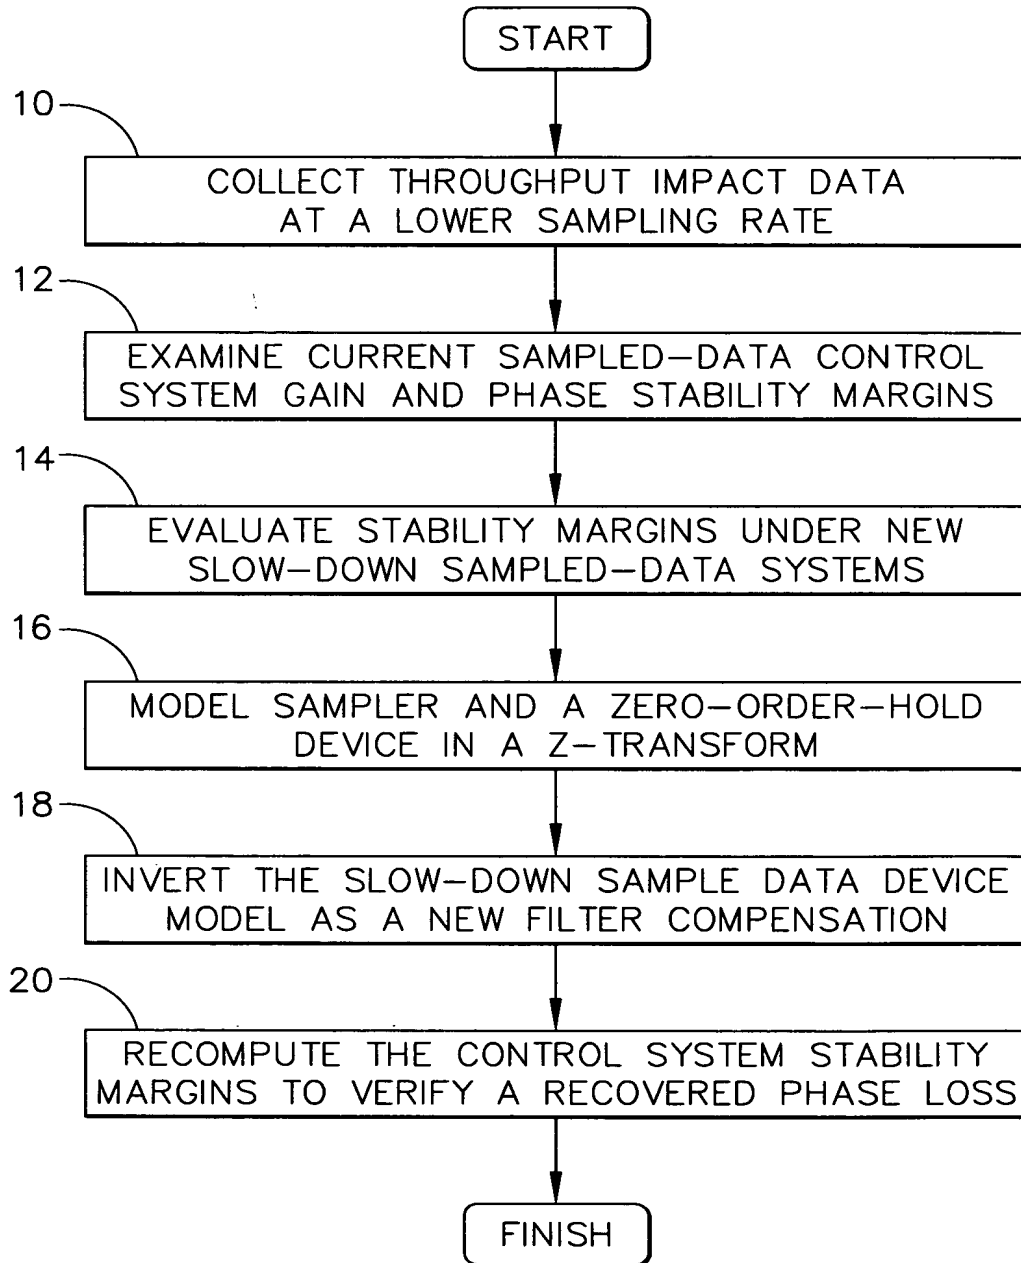 START
10
COLLECT THROUGHPUT IMPACT DATA
AT A LOWER SAMPLING RATE
12
EXAMINE CURRENT SAMPLED-DATA CONTROL
SYSTEM GAIN AND PHASE STABILITY MARGINS
14
EVALUATE STABILITY MARGINS UNDER NEW
SLOW-DOWN SAMPLED-DATA SYSTEMS
16
MODEL SAMPLER AND A ZERO-ORDER-HOLD
DEVICE IN A Z-TRANSFORM
18
INVERT THE SLOW-DOWN SAMPLE DATA DEVICE
MODEL AS A NEW FILTER COMPENSATION
20
RECOMPUTE THE CONTROL SYSTEM STABILITY
MARGINS TO VERIFY A RECOVERED PHASE LOSS
FINISH